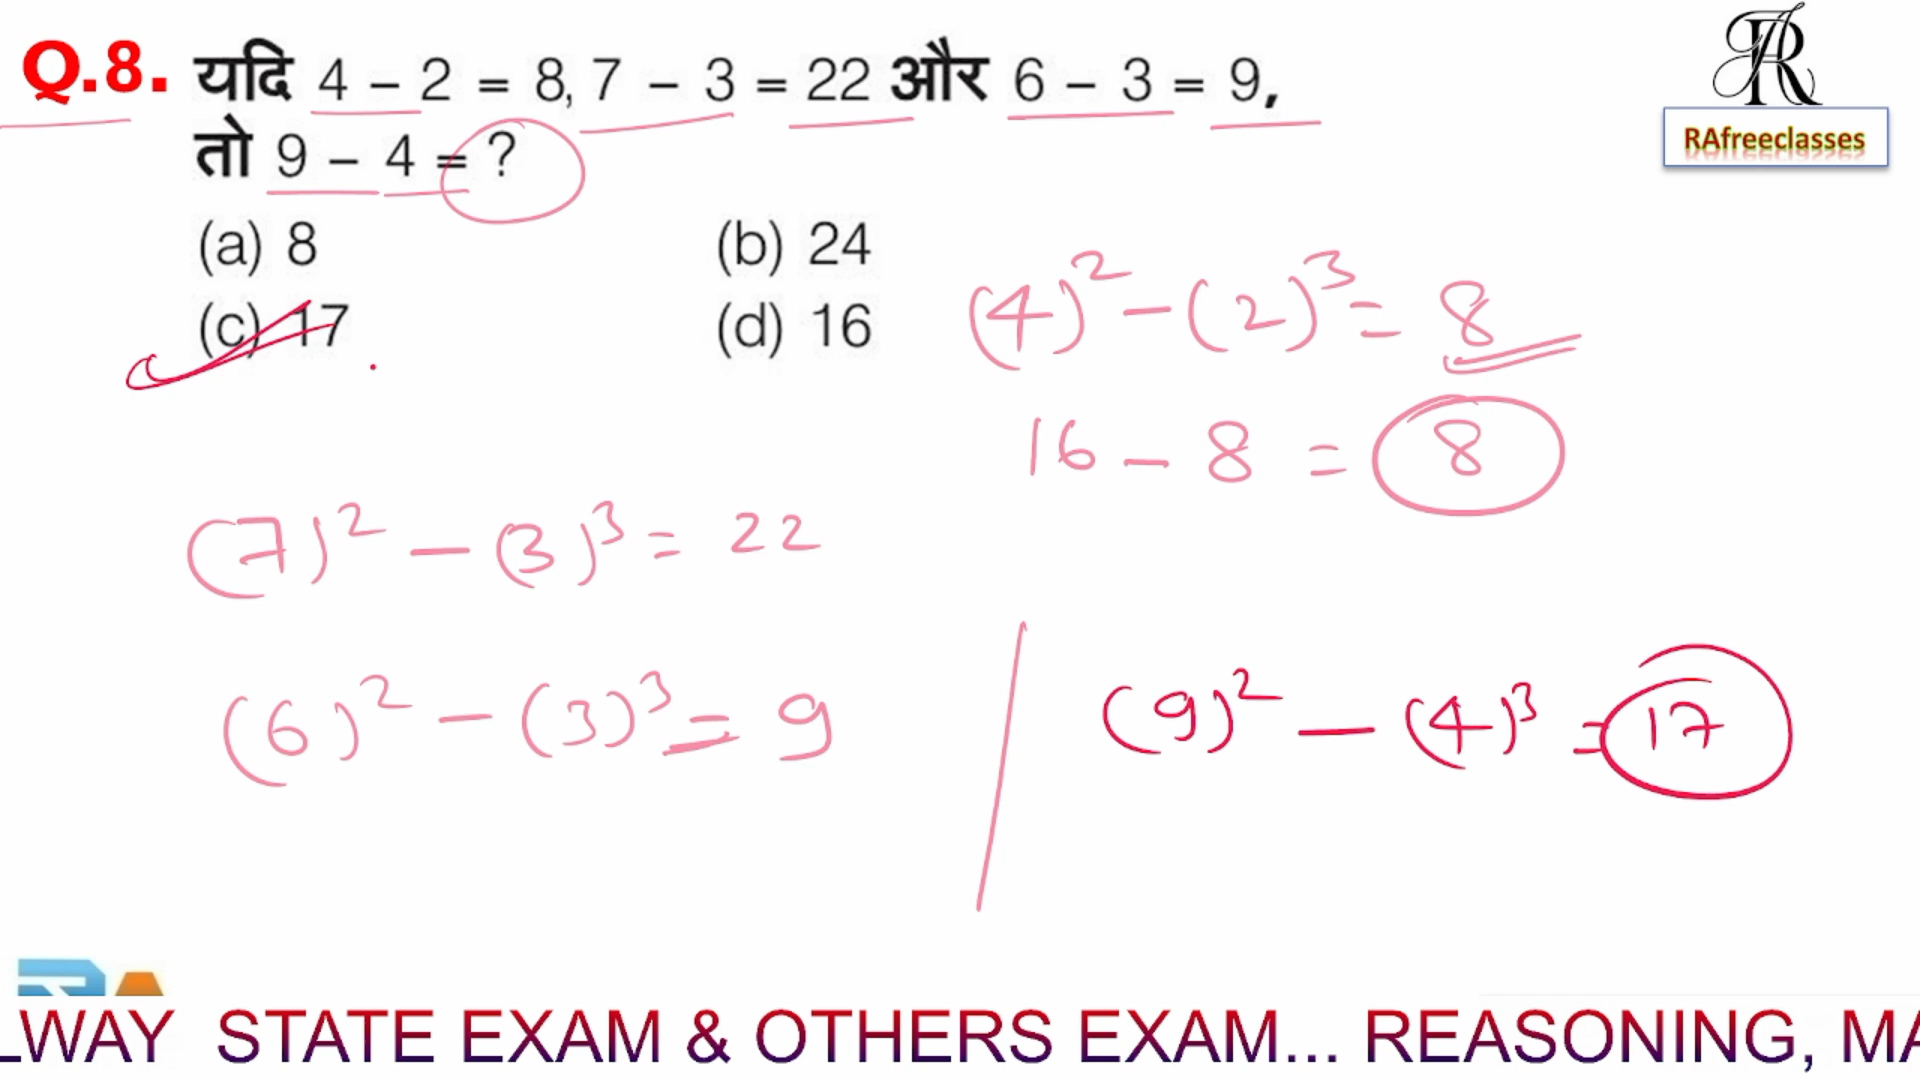 Q.8. यदि 4 – 2 = 8, 7 – 3 = 22 और 6 – 3 = 9,
तो 9 – 4 = ?
(a) 8 (b) 24
(c) 17 (d) 16
RAfreeclasses
(4)² – (2)³ = 8
16 – 8 = 8
(7)² – (3)³ = 22
(6)² – (3)³ = 9
(9)² – (4)³ = 17
LWAY STATE EXAM & OTHERS EXAM... REASONING, MA